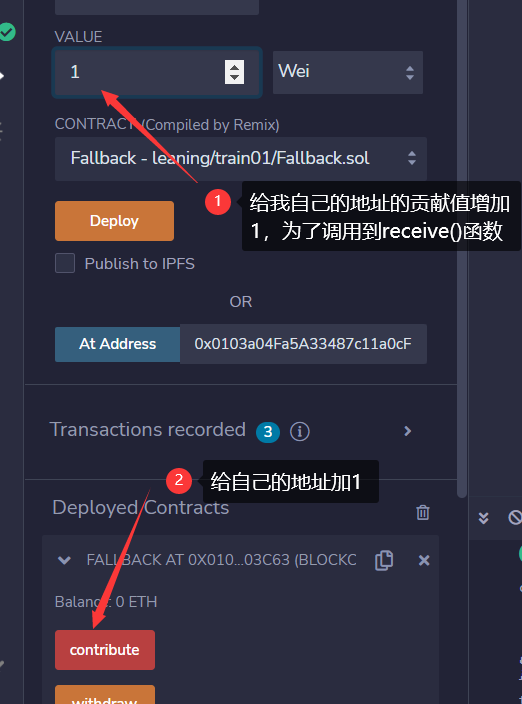 VALUE
1
Wei
CONTRACT (Compiled by Remix)
Fallback - leaning/train01/Fallback.sol
1
给我自己的地址的贡献值增加
1，为了调用到receive()函数
Deploy
Publish to IPFS
OR
At Address
0x0103a04Fa5A33487c11a0cF
Transactions recorded 3 i
2
给自己的地址加1
Deployed Contracts
FALLBACK AT 0X010...03C63 (BLOCKC
Balance: 0 ETH
contribute
withdraw